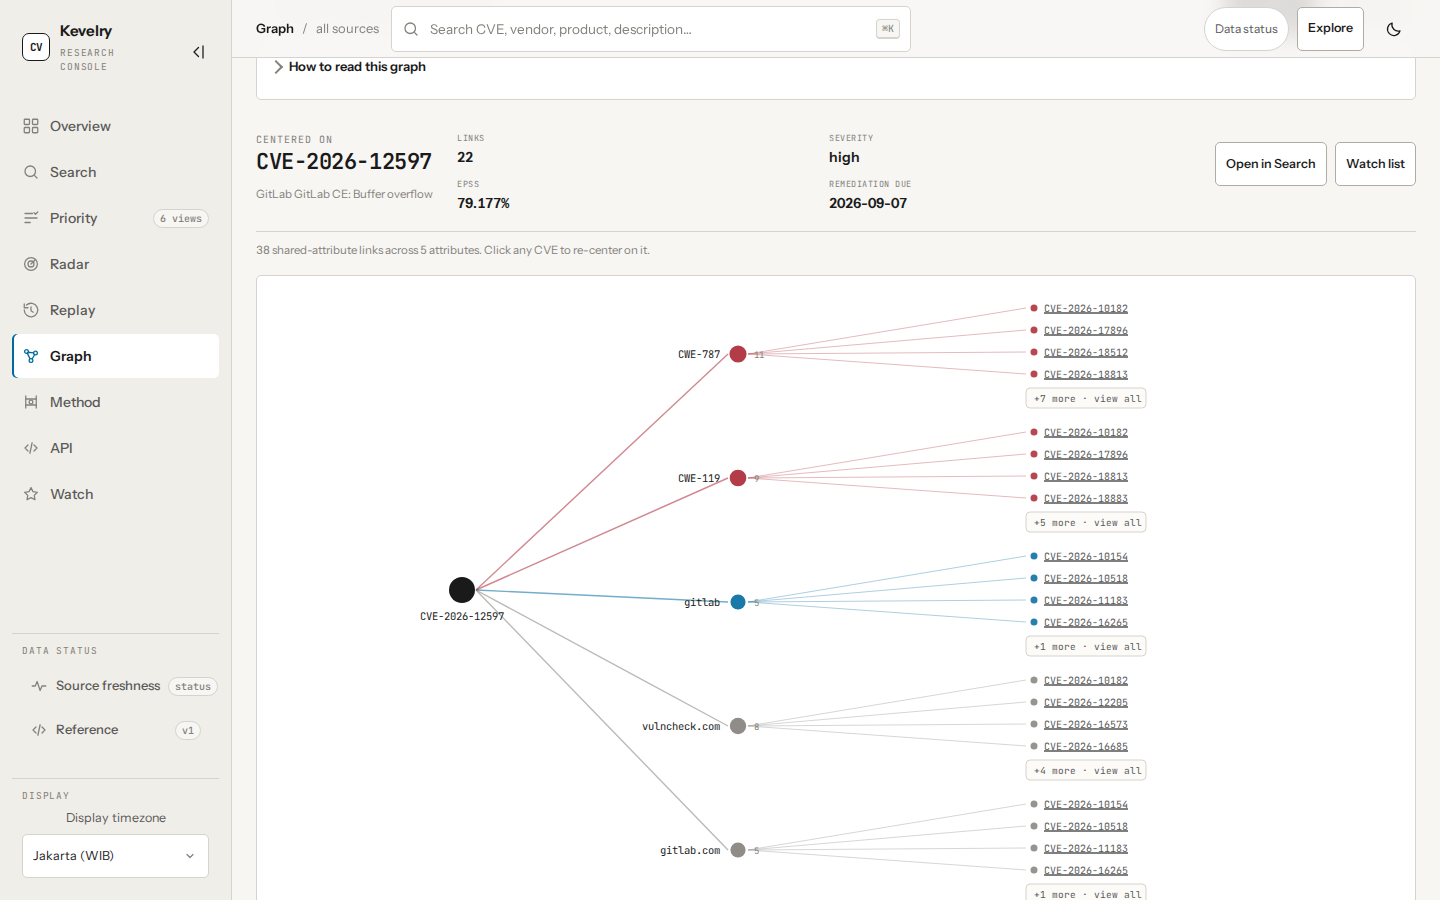 CV
Kevelry
RESEARCH
CONSOLE
Overview
Search
Priority
6 views
Radar
Replay
Graph
Method
API
Watch
DATA STATUS
Source freshness
status
Reference
v1
DISPLAY
Display timezone
Jakarta (WIB)
Graph / all sources
Search CVE, vendor, product, description...
⌘K
Data status
Explore
How to read this graph
CENTERED ON
CVE-2026-12597
GitLab GitLab CE: Buffer overflow
LINKS
22
EPSS
79.177%
SEVERITY
high
REMEDIATION DUE
2026-09-07
Open in Search
Watch list
38 shared-attribute links across 5 attributes. Click any CVE to re-center on it.
CVE-2026-12597
CWE-787
11
CVE-2026-10182
CVE-2026-17896
CVE-2026-18512
CVE-2026-18813
+7 more · view all
CWE-119
9
CVE-2026-10182
CVE-2026-17896
CVE-2026-18813
CVE-2026-18883
+5 more · view all
gitlab
5
CVE-2026-10154
CVE-2026-10518
CVE-2026-11183
CVE-2026-16265
+1 more · view all
vulncheck.com
8
CVE-2026-10182
CVE-2026-12205
CVE-2026-16573
CVE-2026-16685
+4 more · view all
gitlab.com
5
CVE-2026-10154
CVE-2026-10518
CVE-2026-11183
CVE-2026-16265
+1 more · view all